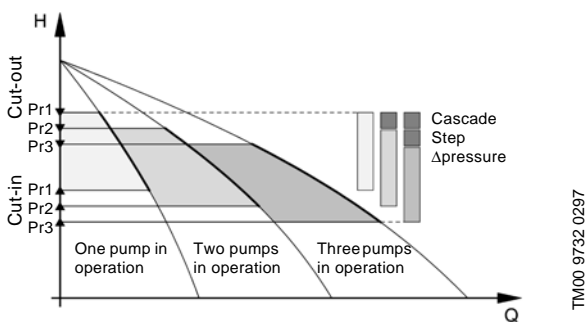 H
Cut-out
Pr1
Pr2
Pr3
Cut-in
Pr1
Pr2
Pr3
Cascade
Step
Δpressure
One pump in
operation
Two pumps
in operation
Three pumps
in operation
Q
TM00 9732 0297